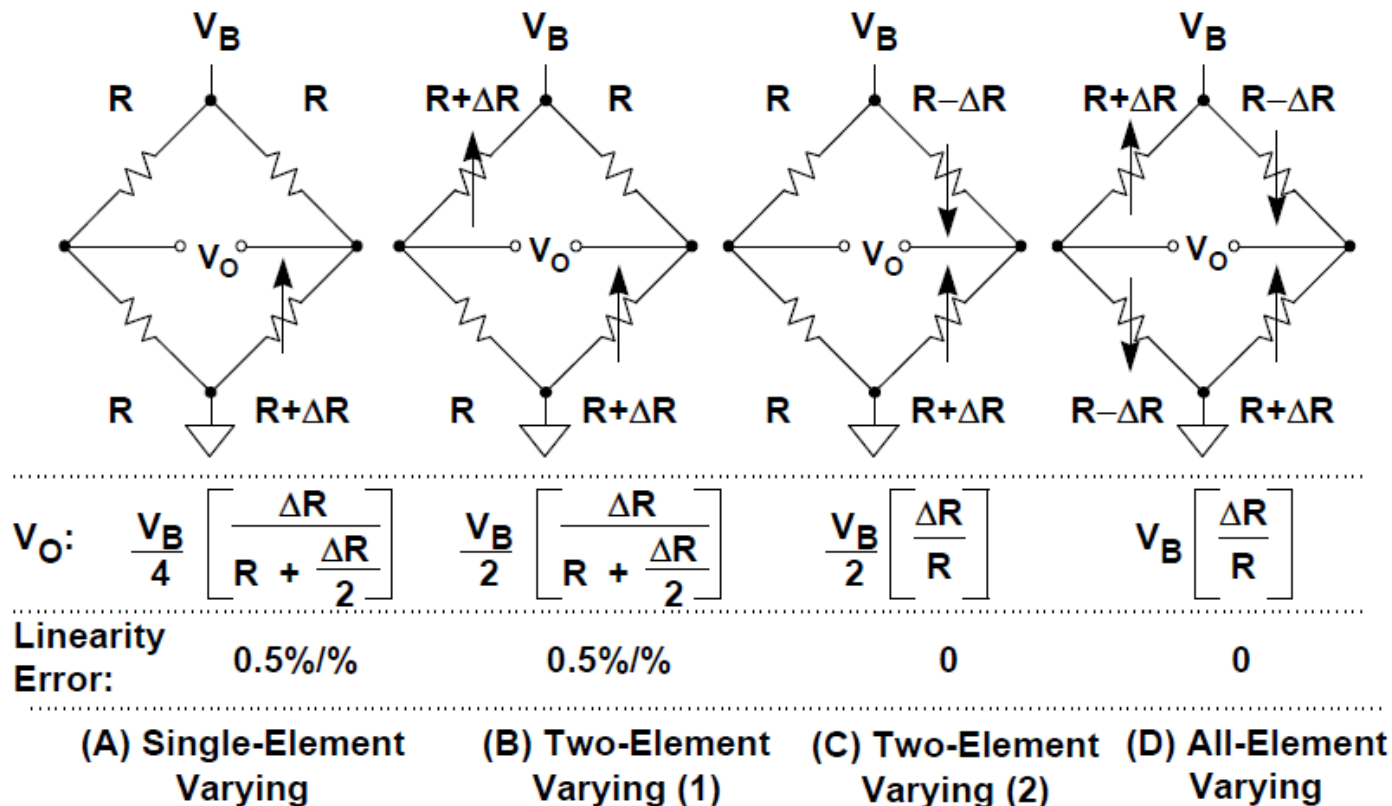 VB VB VB VB
R R R+ΔR R R R−ΔR R+ΔR R−ΔR
VO VO VO VO
R R+ΔR R R+ΔR R R+ΔR R−ΔR R+ΔR
VO: VB/4 [ΔR / (R + ΔR/2)] VB/2 [ΔR / (R + ΔR/2)] VB/2 [ΔR/R] VB [ΔR/R]
Linearity
Error: 0.5%/% 0.5%/% 0 0
(A) Single-Element
Varying
(B) Two-Element
Varying (1)
(C) Two-Element
Varying (2)
(D) All-Element
Varying